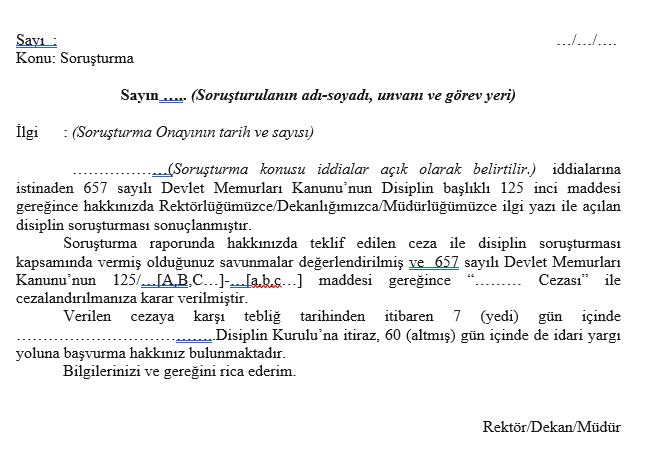 Sayı :                    …/…/….
Konu: Soruşturma
Sayın ….. (Soruşturulanın adı-soyadı, unvanı ve görev yeri)
İlgi : (Soruşturma Onayının tarih ve sayısı)
………………(Soruşturma konusu iddialar açık olarak belirtilir.) iddialarına
istinaden 657 sayılı Devlet Memurları Kanunu’nun Disiplin başlıklı 125 inci maddesi
gereğince hakkınızda Rektörlüğümüzce/Dekanlığımızca/Müdürlüğümüzce ilgi yazı ile açılan
disiplin soruşturması sonuçlanmıştır.
Soruşturma raporunda hakkınızda teklif edilen ceza ile disiplin soruşturması
kapsamında vermiş olduğunuz savunmalar değerlendirilmiş ve 657 sayılı Devlet Memurları
Kanunu’nun 125/…[A,B,C…]-…[a,b,c…] maddesi gereğince “……… Cezası” ile
cezalandırılmanıza karar verilmiştir.
Verilen cezaya karşı tebliğ tarihinden itibaren 7 (yedi) gün içinde
…………………………………..Disiplin Kurulu’na itiraz, 60 (altmış) gün içinde de idari yargı
yoluna başvurma hakkınız bulunmaktadır.
Bilgilerinizi ve gereğini rica ederim.
Rektör/Dekan/Müdür